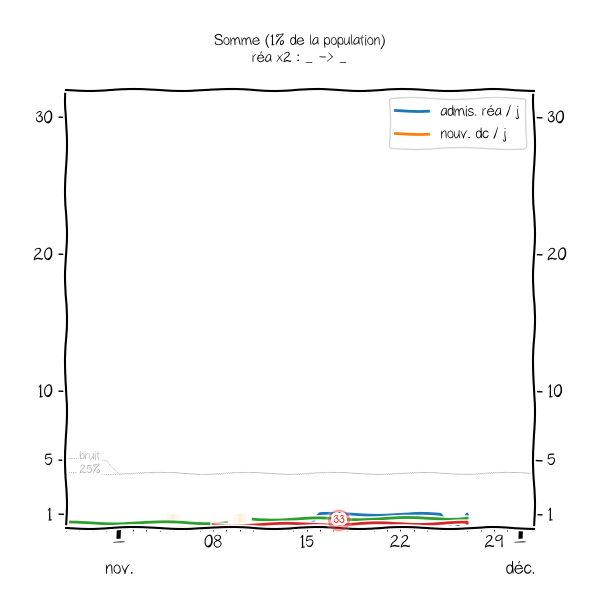 Somme (1% de la population)
réa x2 : _ -> _
admis. réa / j
nouv. dc / j
30
30
20
20
10
10
bruit
25%
5
5
1
33
1
08
15
22
29
nov.
déc.